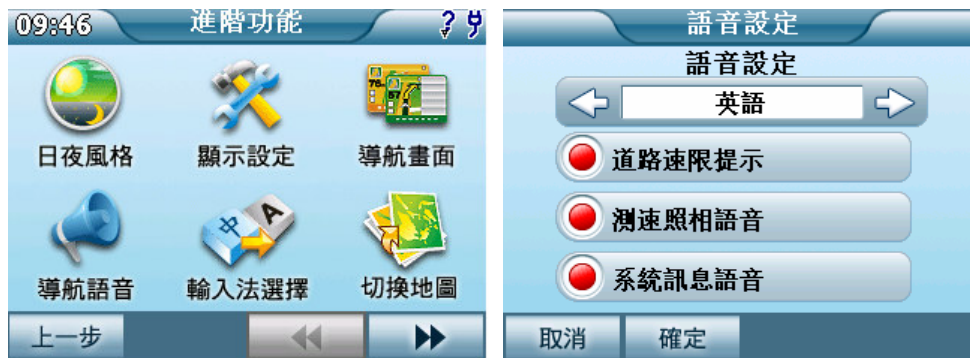 09:46
進階功能
日夜風格
顯示設定
導航畫面
導航語音
輸入法選擇
切換地圖
上一步
語音設定
語音設定
英語
道路速限提示
測速照相語音
系統訊息語音
取消
確定